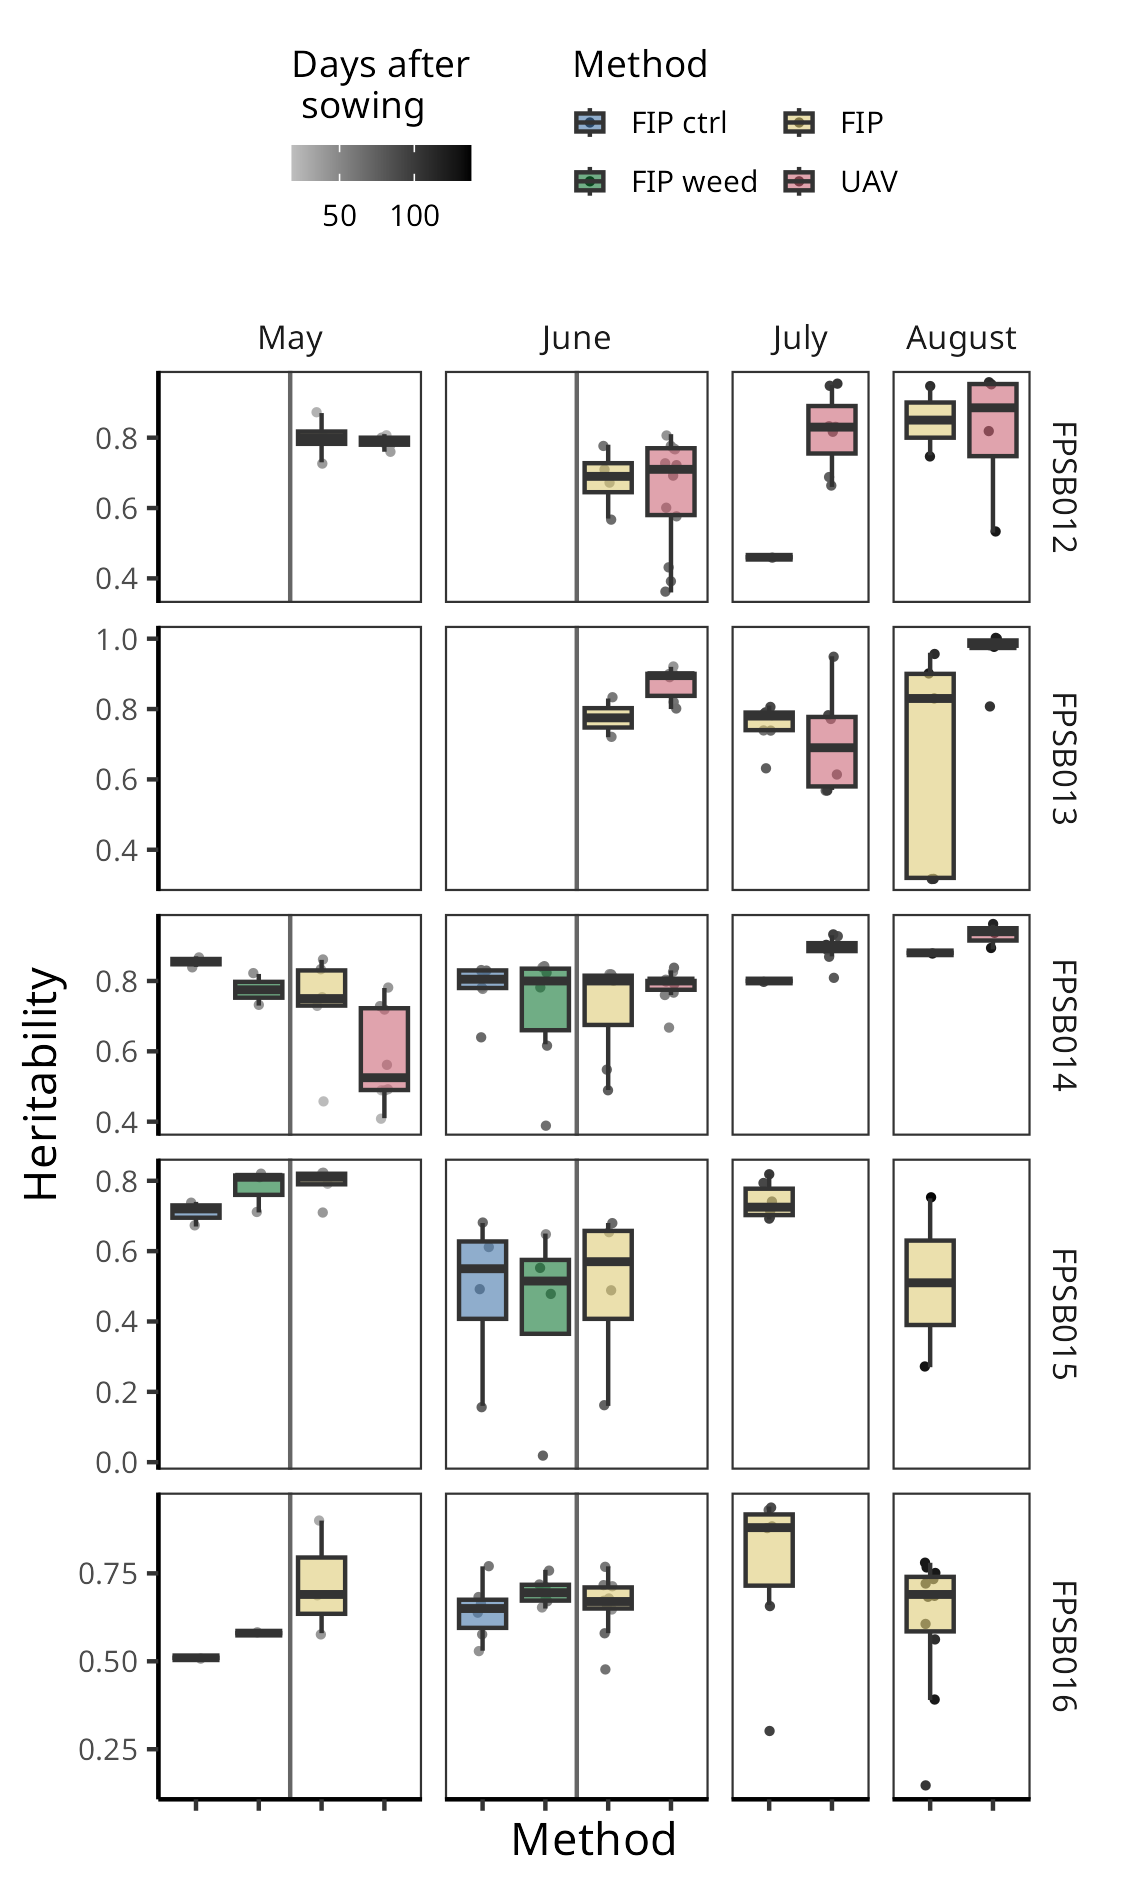 Days after
sowing
50 100
Method
FIP ctrl FIP
FIP weed UAV
May June July August
0.8
0.6
0.4
FPSB012
1.0
0.8
0.6
0.4
FPSB013
0.8
0.6
0.4
FPSB014
0.8
0.6
0.4
0.2
0.0
FPSB015
0.75
0.50
0.25
FPSB016
Heritability
Method